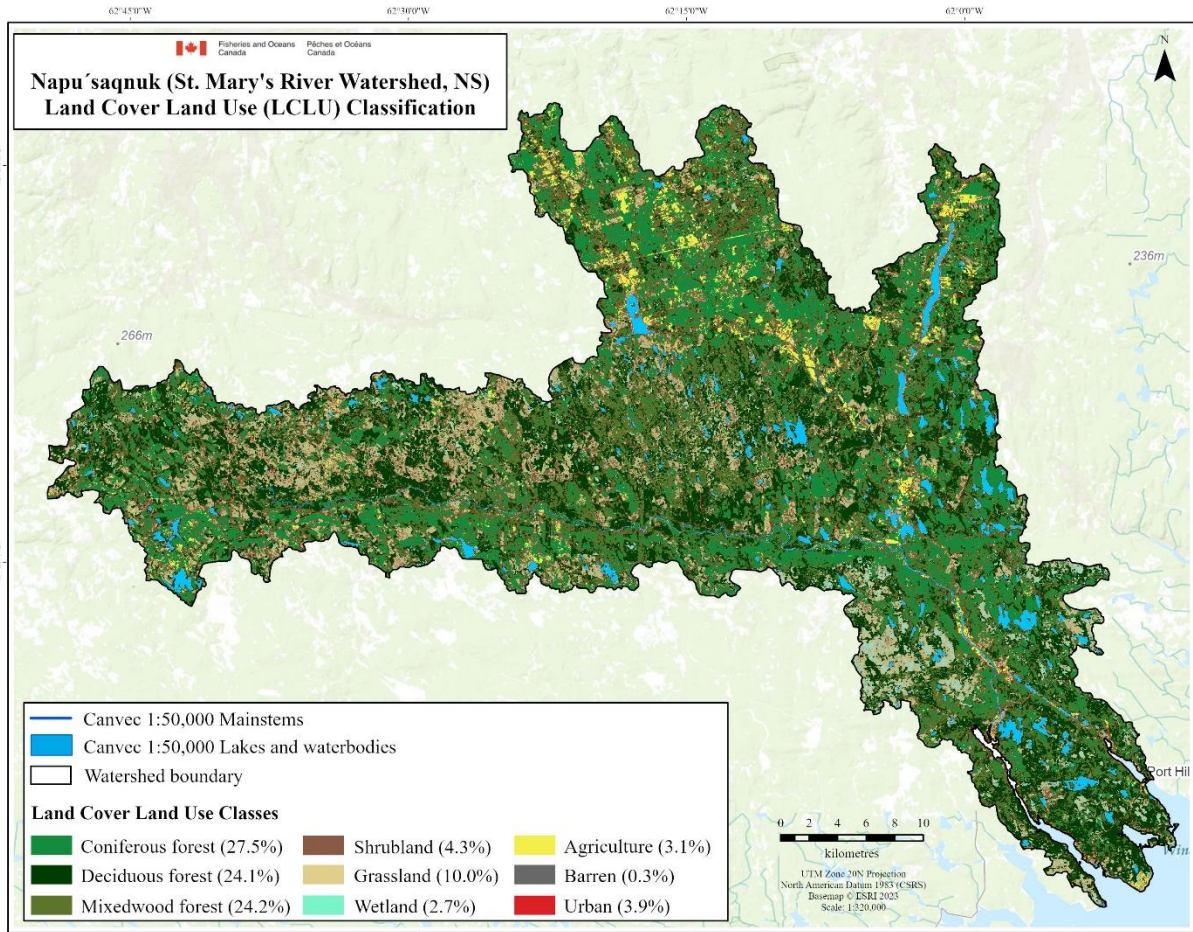 62°45'0"W
62°30'0"W
62°15'0"W
62°0'0"W
Fisheries and Oceans Canada
Pêches et Océans Canada
Napu´saqnuk (St. Mary's River Watershed, NS)
Land Cover Land Use (LCLU) Classification
N
236m
266m
Canvec 1:50,000 Mainstems
Canvec 1:50,000 Lakes and waterbodies
Watershed boundary
Land Cover Land Use Classes
Coniferous forest (27.5%)
Shrubland (4.3%)
Agriculture (3.1%)
Deciduous forest (24.1%)
Grassland (10.0%)
Barren (0.3%)
Mixedwood forest (24.2%)
Wetland (2.7%)
Urban (3.9%)
0 2 4 6 8 10
kilometres
UTM Zone 20N Projection
North American Datum 1983 (CSRS)
Basemap © ESRI 2023
Scale: 1:320,000
Port Hil
Win